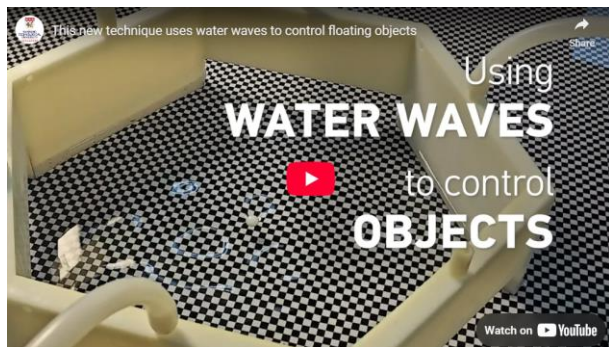 This new technique uses water waves to control floating objects
Share
Using
WATER WAVES
to control
OBJECTS
Watch on YouTube